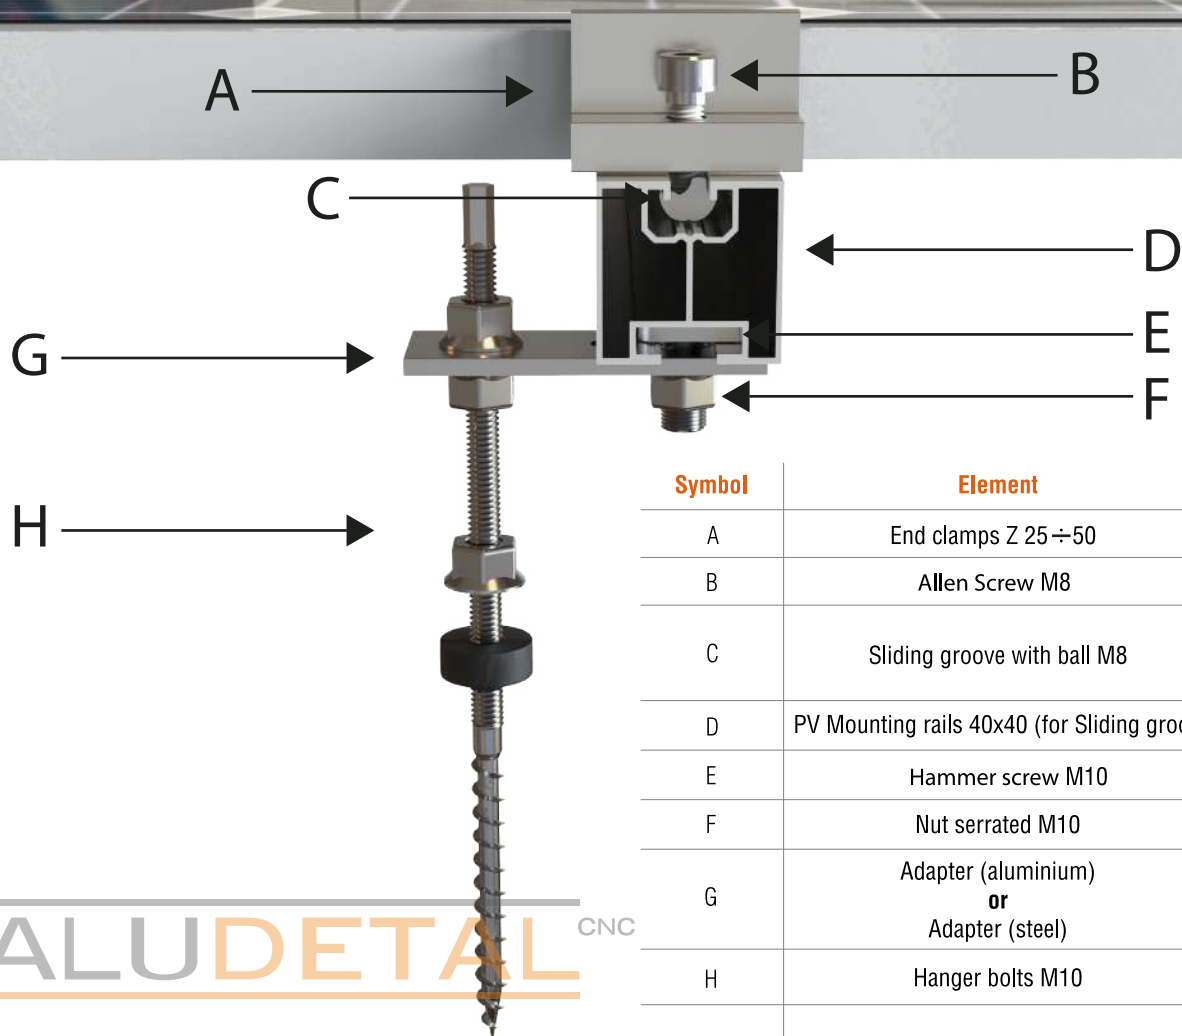 A
B
C
D
G
E
F
H
Symbol Element
A End clamps Z 25÷50
B Allen Screw M8
C Sliding groove with ball M8
D PV Mounting rails 40x40 (for Sliding
E Hammer screw M10
F Nut serrated M10
G Adapter (aluminium)
or
Adapter (steel)
H Hanger bolts M10
ALUDETAL CNC